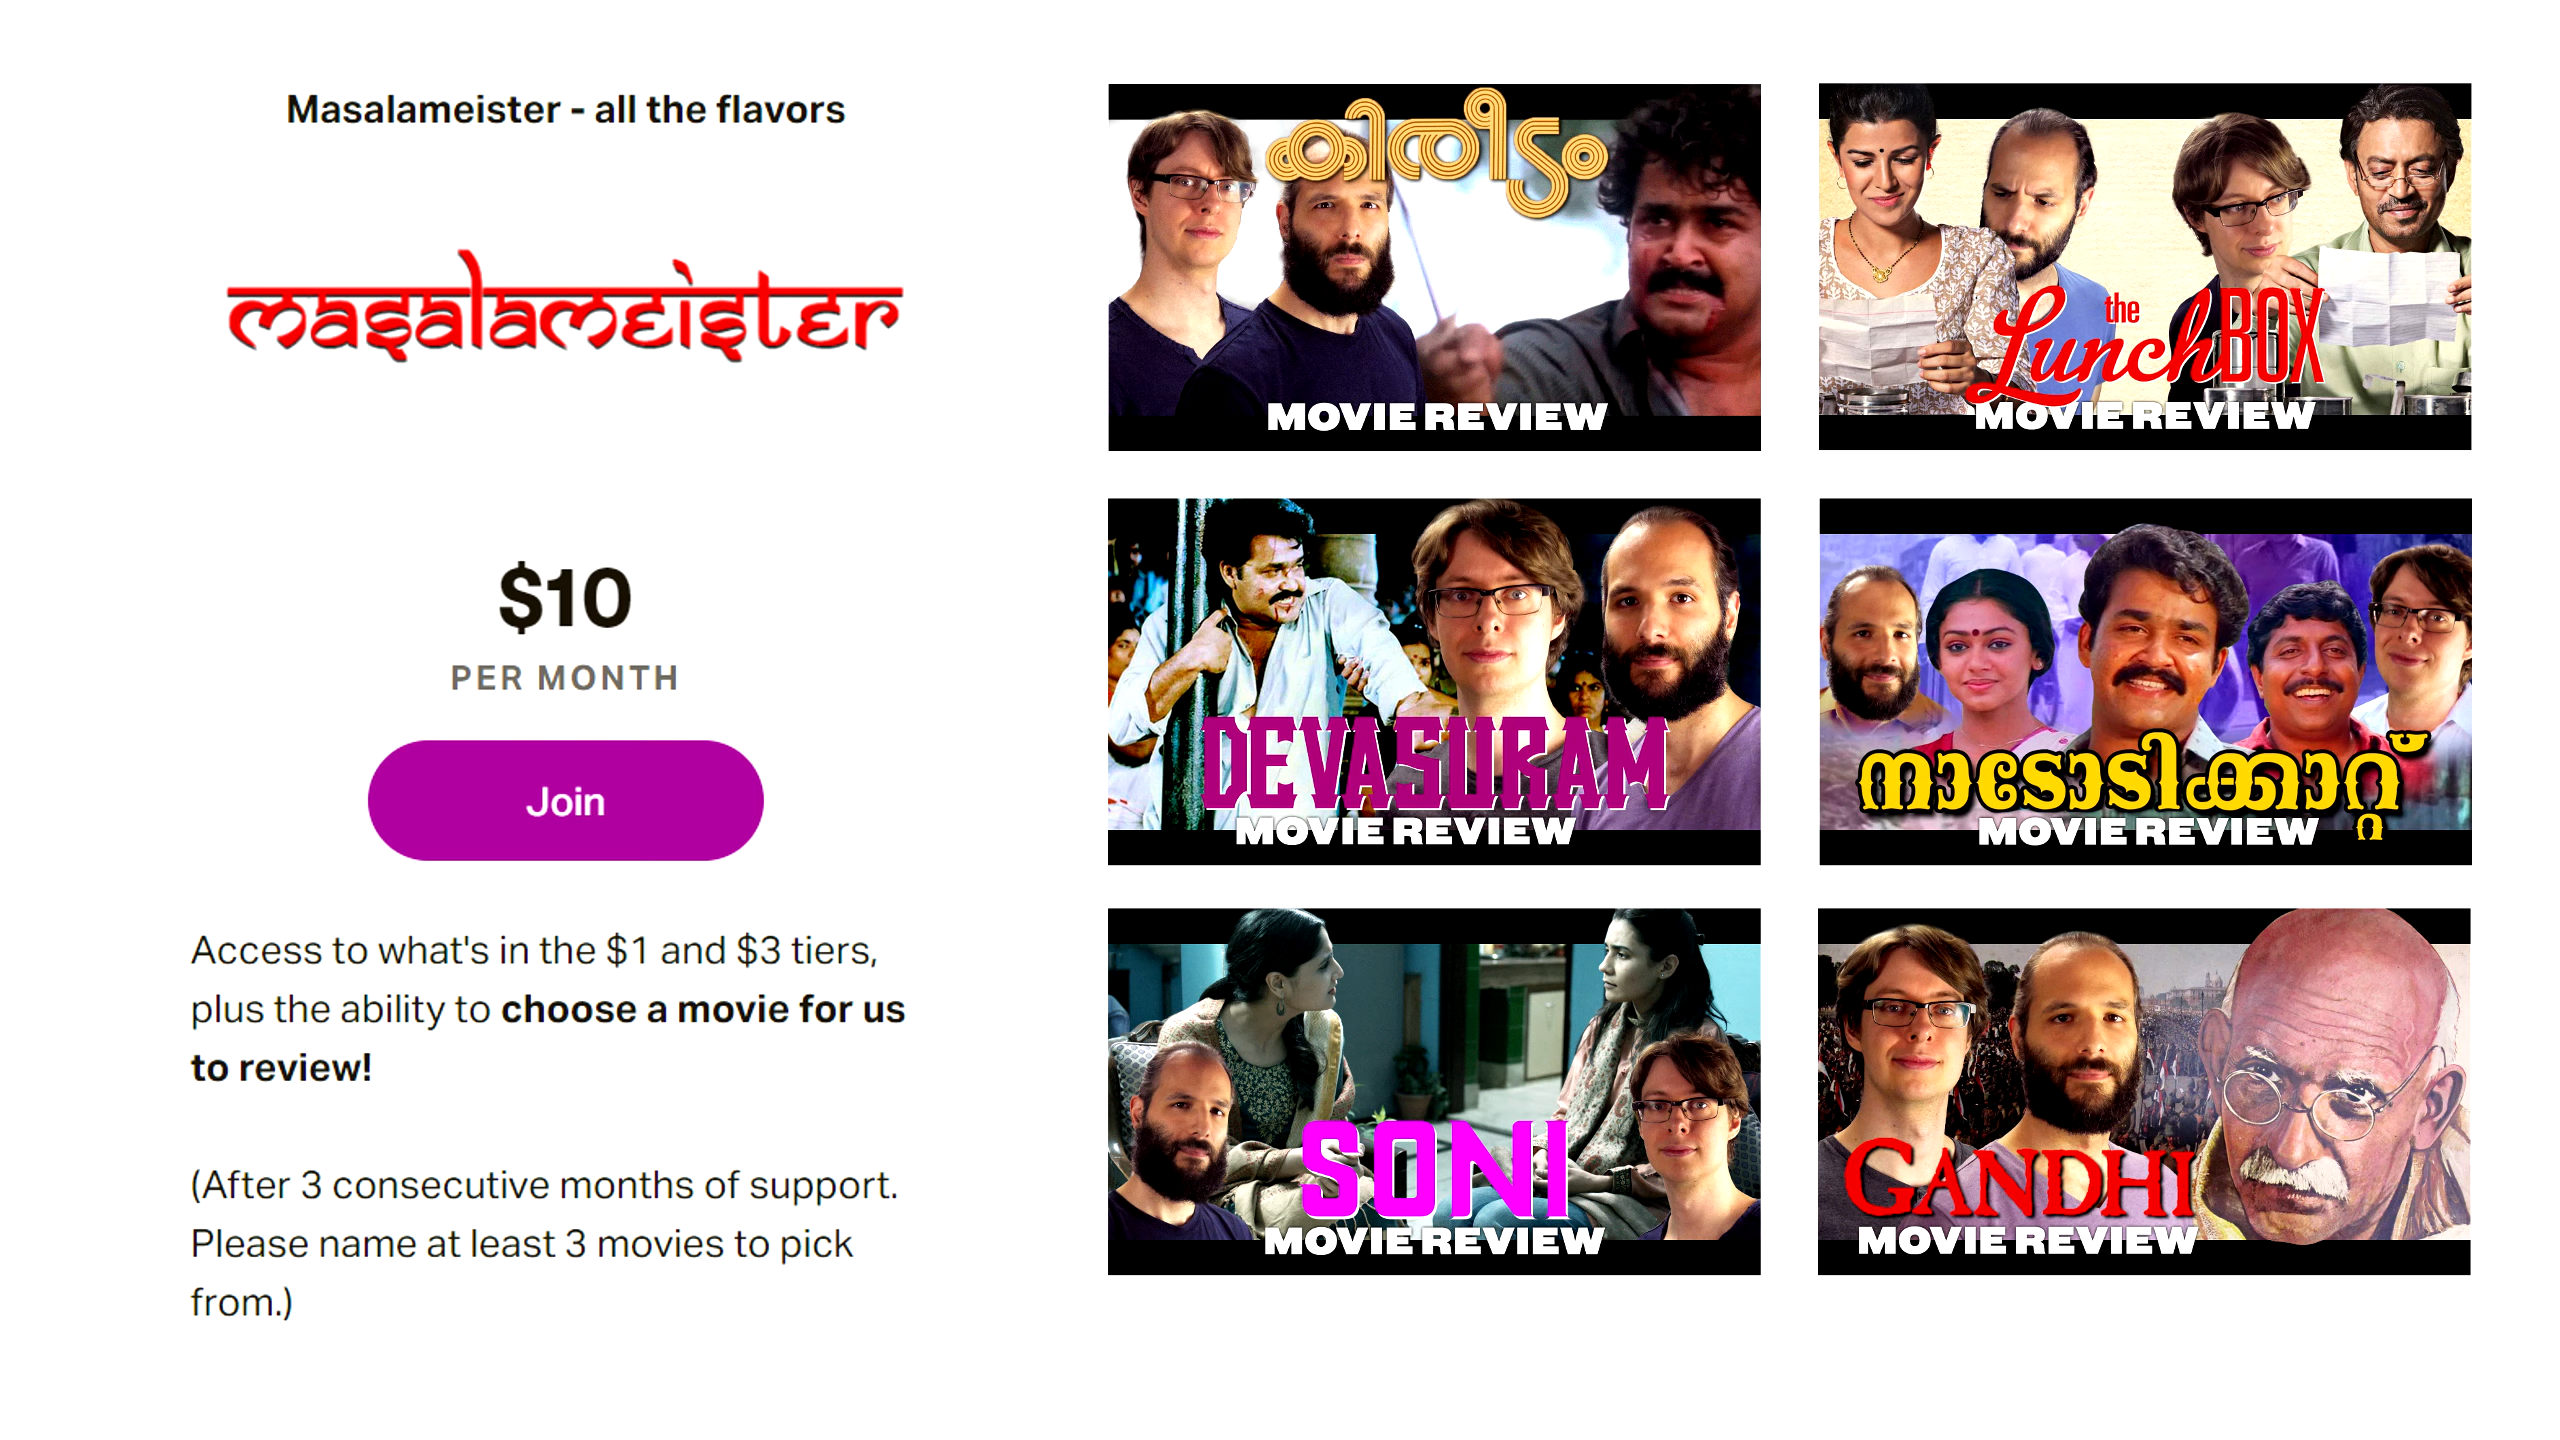 Masalameister - all the flavors
masalameister
$10
PER MONTH
Join
Access to what's in the $1 and $3 tiers,
plus the ability to choose a movie for us
to review!
(After 3 consecutive months of support.
Please name at least 3 movies to pick
from.)
കിരീടം
MOVIE REVIEW
the
LunchBOX
MOVIE REVIEW
DEVASURAM
MOVIE REVIEW
നാടോടിക്കാറ്റ്
MOVIE REVIEW
SONI
MOVIE REVIEW
GANDHI
MOVIE REVIEW